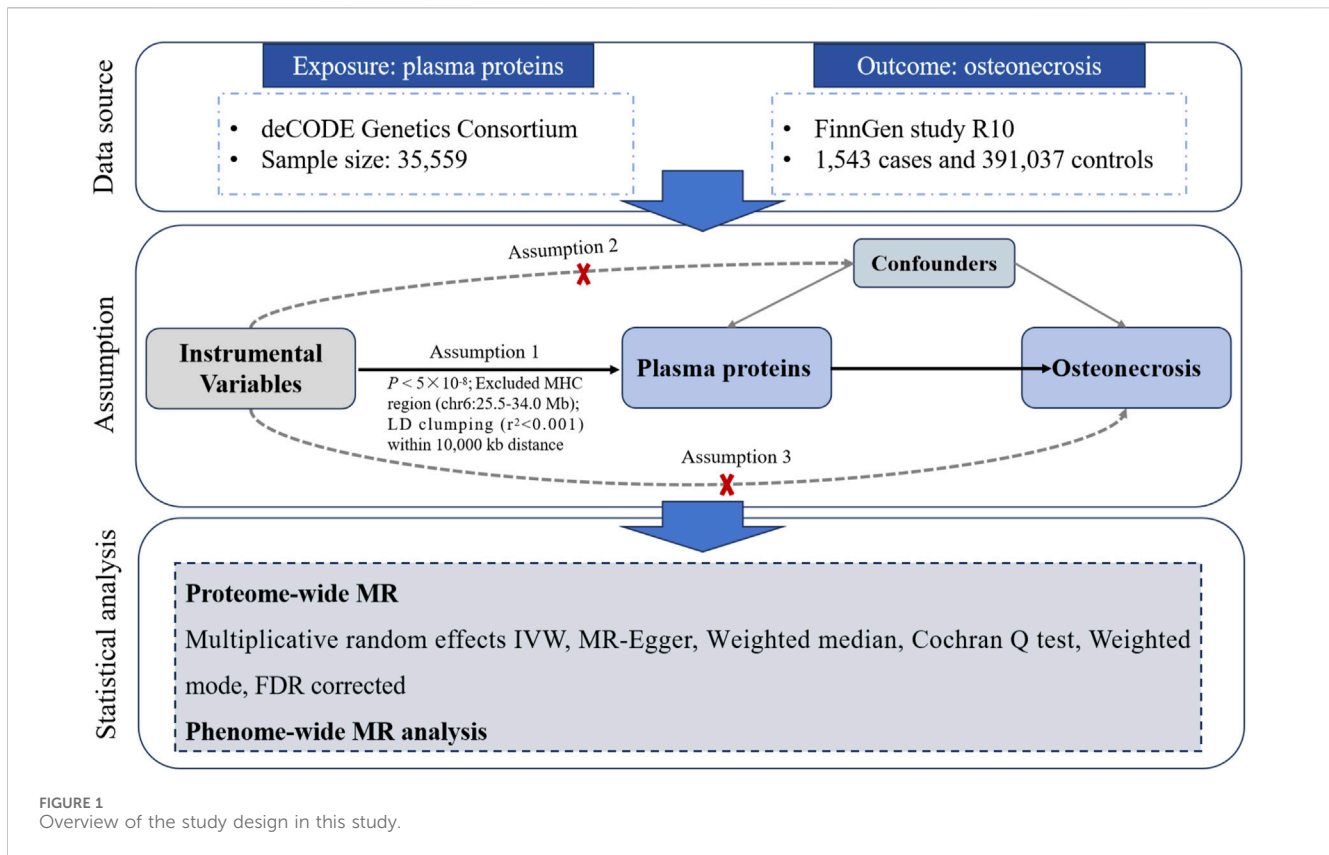 Data source
Exposure: plasma proteins
• deCODE Genetics Consortium
• Sample size: 35,559
Outcome: osteonecrosis
• FinnGen study R10
• 1,543 cases and 391,037 controls
Assumption
Assumption 2
Confounders
Instrumental
Variables
Assumption 1
P < 5×10-8; Excluded MHC
region (chr6:25.5-34.0 Mb);
LD clumping (r²<0.001)
within 10,000 kb distance
Plasma proteins
Osteonecrosis
Assumption 3
Statistical analysis
Proteome-wide MR
Multiplicative random effects IVW, MR-Egger, Weighted median, Cochran Q test, Weighted
mode, FDR corrected
Phenome-wide MR analysis
FIGURE 1
Overview of the study design in this study.